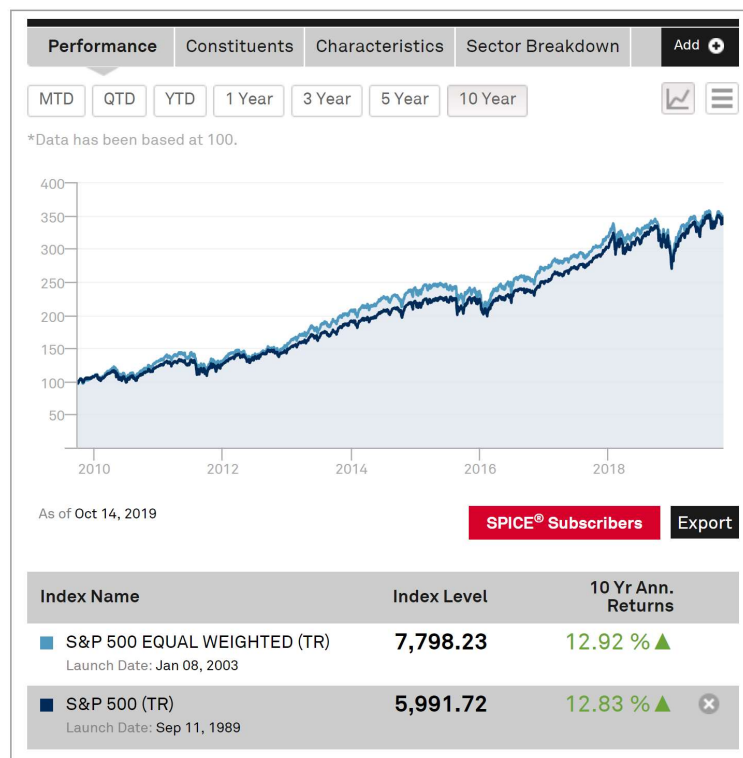 Performance Constituents Characteristics Sector Breakdown Add
MTD QTD YTD 1 Year 3 Year 5 Year 10 Year
*Data has been based at 100.
400
350
300
250
200
150
100
50
2010 2012 2014 2016 2018
As of Oct 14, 2019
SPICE® Subscribers Export
Index Name Index Level 10 Yr Ann. Returns
S&P 500 EQUAL WEIGHTED (TR) 7,798.23 12.92 %
Launch Date: Jan 08, 2003
S&P 500 (TR) 5,991.72 12.83 %
Launch Date: Sep 11, 1989